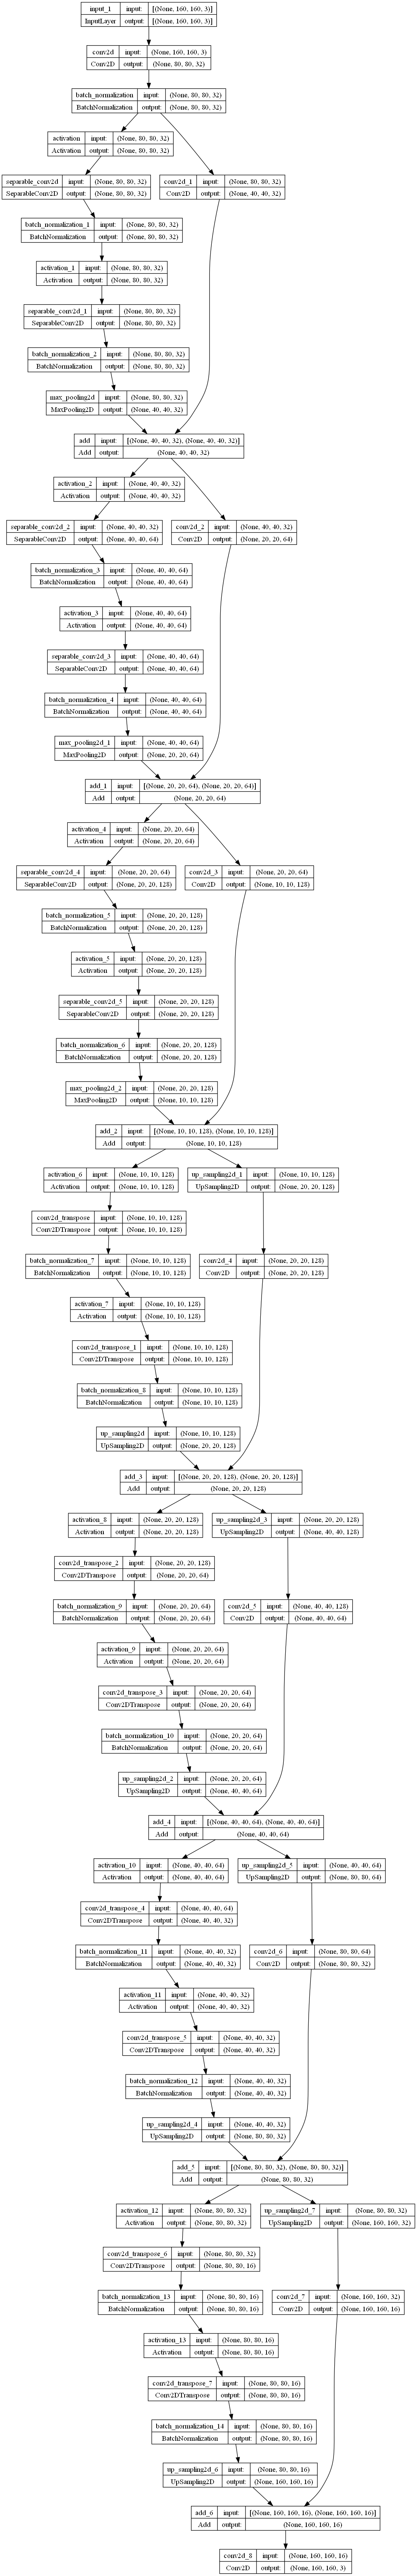 input_1 input: [(None, 160, 160, 3)]
InputLayer output: [(None, 160, 160, 3)]
conv2d input: (None, 160, 160, 3)
Conv2D output: (None, 80, 80, 32)
batch_normalization input: (None, 80, 80, 32)
BatchNormalization output: (None, 80, 80, 32)
activation input: (None, 80, 80, 32)
Activation output: (None, 80, 80, 32)
separable_conv2d input: (None, 80, 80, 32)
SeparableConv2D output: (None, 80, 80, 32)
conv2d_1 input: (None, 80, 80, 32)
Conv2D output: (None, 40, 40, 32)
batch_normalization_1 input: (None, 80, 80, 32)
BatchNormalization output: (None, 80, 80, 32)
activation_1 input: (None, 80, 80, 32)
Activation output: (None, 80, 80, 32)
separable_conv2d_1 input: (None, 80, 80, 32)
SeparableConv2D output: (None, 80, 80, 32)
batch_normalization_2 input: (None, 80, 80, 32)
BatchNormalization output: (None, 80, 80, 32)
max_pooling2d input: (None, 80, 80, 32)
MaxPooling2D output: (None, 40, 40, 32)
add input: [(None, 40, 40, 32), (None, 40, 40, 32)]
Add output: (None, 40, 40, 32)
activation_2 input: (None, 40, 40, 32)
Activation output: (None, 40, 40, 32)
separable_conv2d_2 input: (None, 40, 40, 32)
SeparableConv2D output: (None, 40, 40, 64)
conv2d_2 input: (None, 40, 40, 32)
Conv2D output: (None, 20, 20, 64)
batch_normalization_3 input: (None, 40, 40, 64)
BatchNormalization output: (None, 40, 40, 64)
activation_3 input: (None, 40, 40, 64)
Activation output: (None, 40, 40, 64)
separable_conv2d_3 input: (None, 40, 40, 64)
SeparableConv2D output: (None, 40, 40, 64)
batch_normalization_4 input: (None, 40, 40, 64)
BatchNormalization output: (None, 40, 40, 64)
max_pooling2d_1 input: (None, 40, 40, 64)
MaxPooling2D output: (None, 20, 20, 64)
add_1 input: [(None, 20, 20, 64), (None, 20, 20, 64)]
Add output: (None, 20, 20, 64)
activation_4 input: (None, 20, 20, 64)
Activation output: (None, 20, 20, 64)
separable_conv2d_4 input: (None, 20, 20, 64)
SeparableConv2D output: (None, 20, 20, 128)
conv2d_3 input: (None, 20, 20, 64)
Conv2D output: (None, 10, 10, 128)
batch_normalization_5 input: (None, 20, 20, 128)
BatchNormalization output: (None, 20, 20, 128)
activation_5 input: (None, 20, 20, 128)
Activation output: (None, 20, 20, 128)
separable_conv2d_5 input: (None, 20, 20, 128)
SeparableConv2D output: (None, 20, 20, 128)
batch_normalization_6 input: (None, 20, 20, 128)
BatchNormalization output: (None, 20, 20, 128)
max_pooling2d_2 input: (None, 20, 20, 128)
MaxPooling2D output: (None, 10, 10, 128)
add_2 input: [(None, 10, 10, 128), (None, 10, 10, 128)]
Add output: (None, 10, 10, 128)
activation_6 input: (None, 10, 10, 128)
Activation output: (None, 10, 10, 128)
up_sampling2d_1 input: (None, 10, 10, 128)
UpSampling2D output: (None, 20, 20, 128)
conv2d_transpose input: (None, 10, 10, 128)
Conv2DTranspose output: (None, 10, 10, 128)
batch_normalization_7 input: (None, 10, 10, 128)
BatchNormalization output: (None, 10, 10, 128)
conv2d_4 input: (None, 20, 20, 128)
Conv2D output: (None, 20, 20, 128)
activation_7 input: (None, 10, 10, 128)
Activation output: (None, 10, 10, 128)
conv2d_transpose_1 input: (None, 10, 10, 128)
Conv2DTranspose output: (None, 10, 10, 128)
batch_normalization_8 input: (None, 10, 10, 128)
BatchNormalization output: (None, 10, 10, 128)
up_sampling2d input: (None, 10, 10, 128)
UpSampling2D output: (None, 20, 20, 128)
add_3 input: [(None, 20, 20, 128), (None, 20, 20, 128)]
Add output: (None, 20, 20, 128)
activation_8 input: (None, 20, 20, 128)
Activation output: (None, 20, 20, 128)
up_sampling2d_3 input: (None, 20, 20, 128)
UpSampling2D output: (None, 40, 40, 128)
conv2d_transpose_2 input: (None, 20, 20, 128)
Conv2DTranspose output: (None, 20, 20, 64)
batch_normalization_9 input: (None, 20, 20, 64)
BatchNormalization output: (None, 20, 20, 64)
conv2d_5 input: (None, 40, 40, 128)
Conv2D output: (None, 40, 40, 64)
activation_9 input: (None, 20, 20, 64)
Activation output: (None, 20, 20, 64)
conv2d_transpose_3 input: (None, 20, 20, 64)
Conv2DTranspose output: (None, 20, 20, 64)
batch_normalization_10 input: (None, 20, 20, 64)
BatchNormalization output: (None, 20, 20, 64)
up_sampling2d_2 input: (None, 20, 20, 64)
UpSampling2D output: (None, 40, 40, 64)
add_4 input: [(None, 40, 40, 64), (None, 40, 40, 64)]
Add output: (None, 40, 40, 64)
activation_10 input: (None, 40, 40, 64)
Activation output: (None, 40, 40, 64)
up_sampling2d_5 input: (None, 40, 40, 64)
UpSampling2D output: (None, 80, 80, 64)
conv2d_transpose_4 input: (None, 40, 40, 64)
Conv2DTranspose output: (None, 40, 40, 32)
batch_normalization_11 input: (None, 40, 40, 32)
BatchNormalization output: (None, 40, 40, 32)
conv2d_6 input: (None, 80, 80, 64)
Conv2D output: (None, 80, 80, 32)
activation_11 input: (None, 40, 40, 32)
Activation output: (None, 40, 40, 32)
conv2d_transpose_5 input: (None, 40, 40, 32)
Conv2DTranspose output: (None, 40, 40, 32)
batch_normalization_12 input: (None, 40, 40, 32)
BatchNormalization output: (None, 40, 40, 32)
up_sampling2d_4 input: (None, 40, 40, 32)
UpSampling2D output: (None, 80, 80, 32)
add_5 input: [(None, 80, 80, 32), (None, 80, 80, 32)]
Add output: (None, 80, 80, 32)
activation_12 input: (None, 80, 80, 32)
Activation output: (None, 80, 80, 32)
up_sampling2d_7 input: (None, 80, 80, 32)
UpSampling2D output: (None, 160, 160, 32)
conv2d_transpose_6 input: (None, 80, 80, 32)
Conv2DTranspose output: (None, 80, 80, 16)
batch_normalization_13 input: (None, 80, 80, 16)
BatchNormalization output: (None, 80, 80, 16)
conv2d_7 input: (None, 160, 160, 32)
Conv2D output: (None, 160, 160, 16)
activation_13 input: (None, 80, 80, 16)
Activation output: (None, 80, 80, 16)
conv2d_transpose_7 input: (None, 80, 80, 16)
Conv2DTranspose output: (None, 80, 80, 16)
batch_normalization_14 input: (None, 80, 80, 16)
BatchNormalization output: (None, 80, 80, 16)
up_sampling2d_6 input: (None, 80, 80, 16)
UpSampling2D output: (None, 160, 160, 16)
add_6 input: [(None, 160, 160, 16), (None, 160, 160, 16)]
Add output: (None, 160, 160, 16)
conv2d_8 input: (None, 160, 160, 16)
Conv2D output: (None, 160, 160, 3)